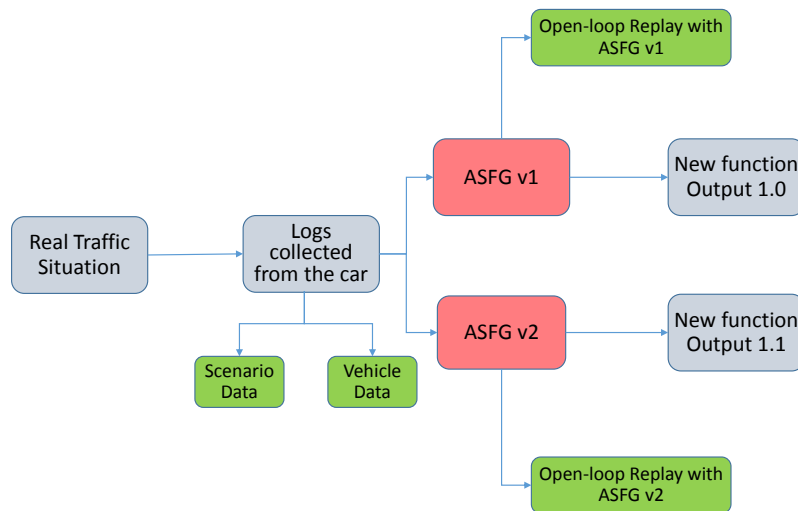 Open-loop Replay with
ASFG v1
ASFG v1
New function
Output 1.0
Real Traffic
Situation
Logs
collected
from the car
ASFG v2
New function
Output 1.1
Scenario
Data
Vehicle
Data
Open-loop Replay with
ASFG v2